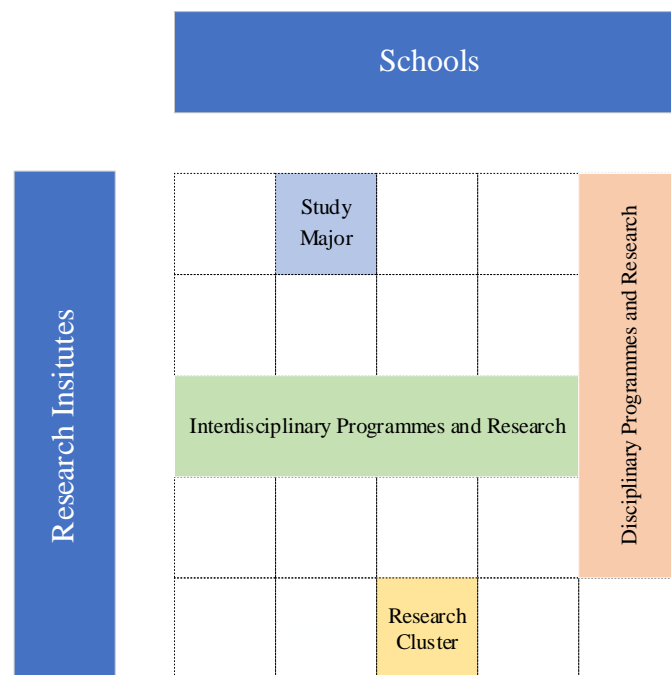 Schools
Study
Major
Research Insitutes
Disciplinary Programmes and Research
Interdisciplinary Programmes and Research
Research
Cluster